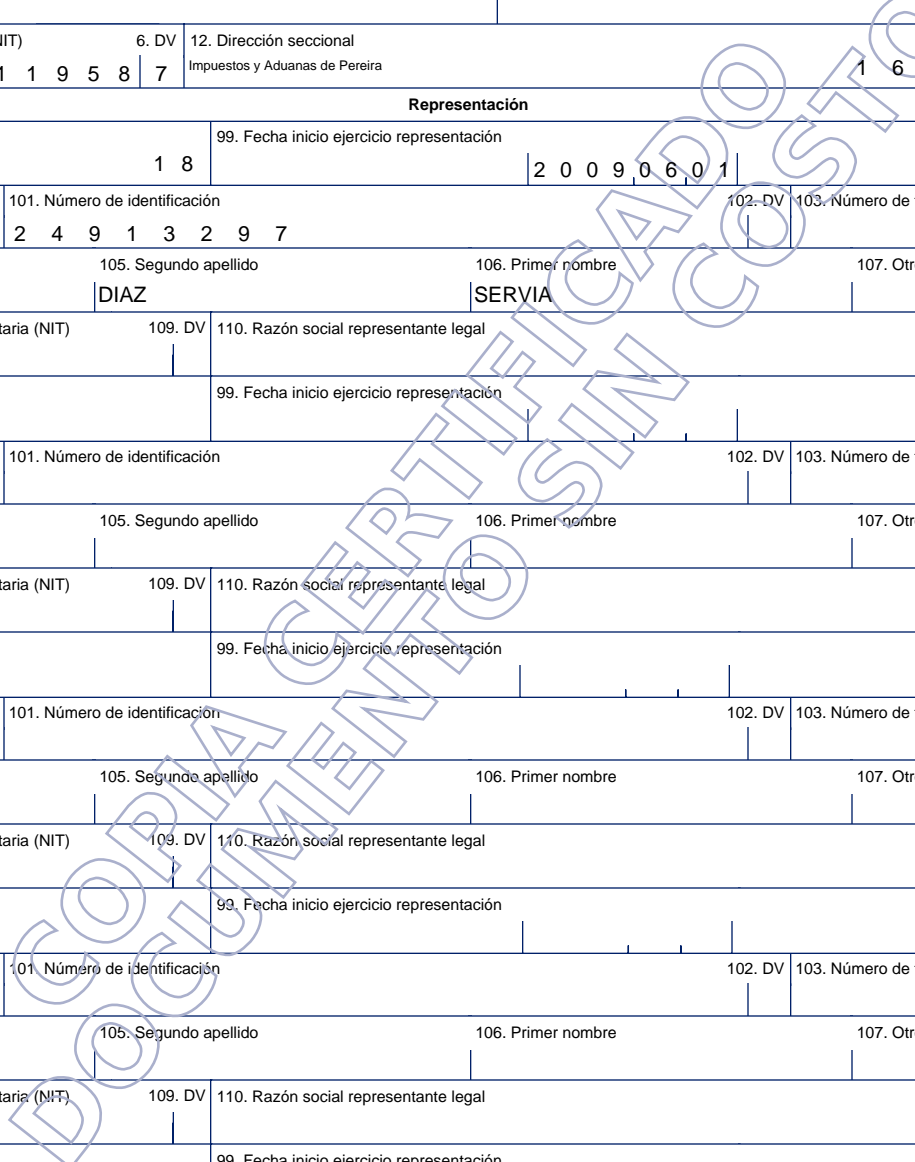 IIT) 6. DV 12. Dirección seccional
1 1 9 5 8 7 Impuestos y Aduanas de Pereira 1 6
Representación
99. Fecha inicio ejercicio representación
1 8 2 0 0 9 0 6 0 1
101. Número de identificación 102. DV 103. Número de
2 4 9 1 3 2 9 7
105. Segundo apellido 106. Primer nombre 107. Otr
DIAZ SERVIA
taria (NIT) 109. DV 110. Razón social representante legal
99. Fecha inicio ejercicio representación
101. Número de identificación 102. DV 103. Número de
105. Segundo apellido 106. Primer nombre 107. Otr
taria (NIT) 109. DV 110. Razón social representante legal
99. Fecha inicio ejercicio representación
101. Número de identificación 102. DV 103. Número de
105. Segundo apellido 106. Primer nombre 107. Otr
taria (NIT) 109. DV 110. Razón social representante legal
99. Fecha inicio ejercicio representación
101. Número de identificación 102. DV 103. Número de
105. Segundo apellido 106. Primer nombre 107. Otr
taria (NIT) 109. DV 110. Razón social representante legal
99. Fecha inicio ejercicio representación
COPIA CERTIFICADO
DOCUMENTO SIN COSTO